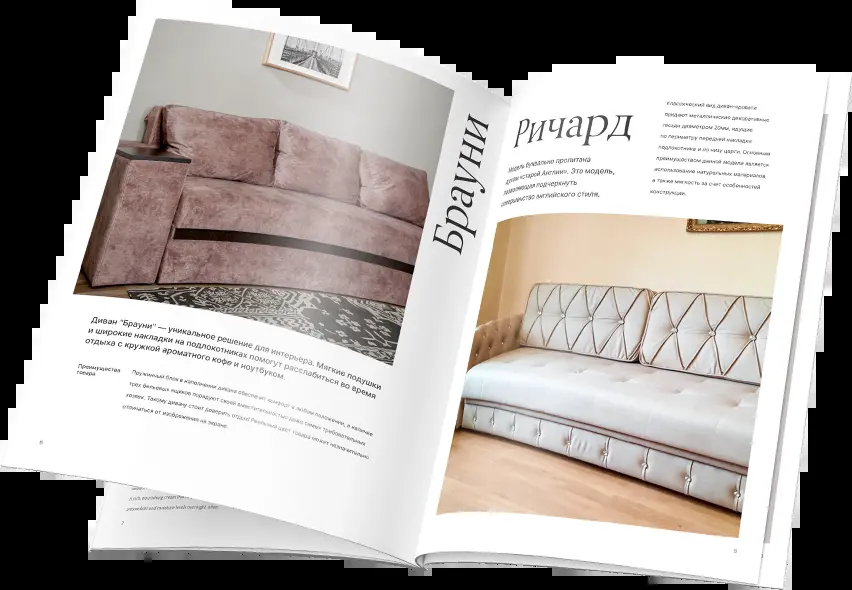 Брауни
Диван "Брауни" — уникальное решение для интерьера. Мягкие подушки
и широкие накладки на подлокотниках помогут расслабиться во время
отдыха с кружкой ароматного кофе и ноутбуком.
Преимущества
товара
Пружинный блок в наполнении дивана обеспечит комфорт в любом положении, а наличие
трех бельевых ящиков порадуют своей вместительностью даже самых требовательных
хозяек. Такому дивану стоит доверить отдых! Реальный цвет товара может незначительно
отличаться от изображения на экране.
6
7
Ричард
Модель буквально пропитана
духом «старой Англии». Это модель,
позволяющая подчеркнуть
совершенство английского стиля.
Классический вид диван-кровати
придают металлические декоративные
гвозди диаметром 20мм, идущие
по периметру передней накладки
подлокотника и по низу царги. Основным
преимуществом данной модели является
использование натуральных материалов,
а также мягкость за счет особенностей
конструкции.